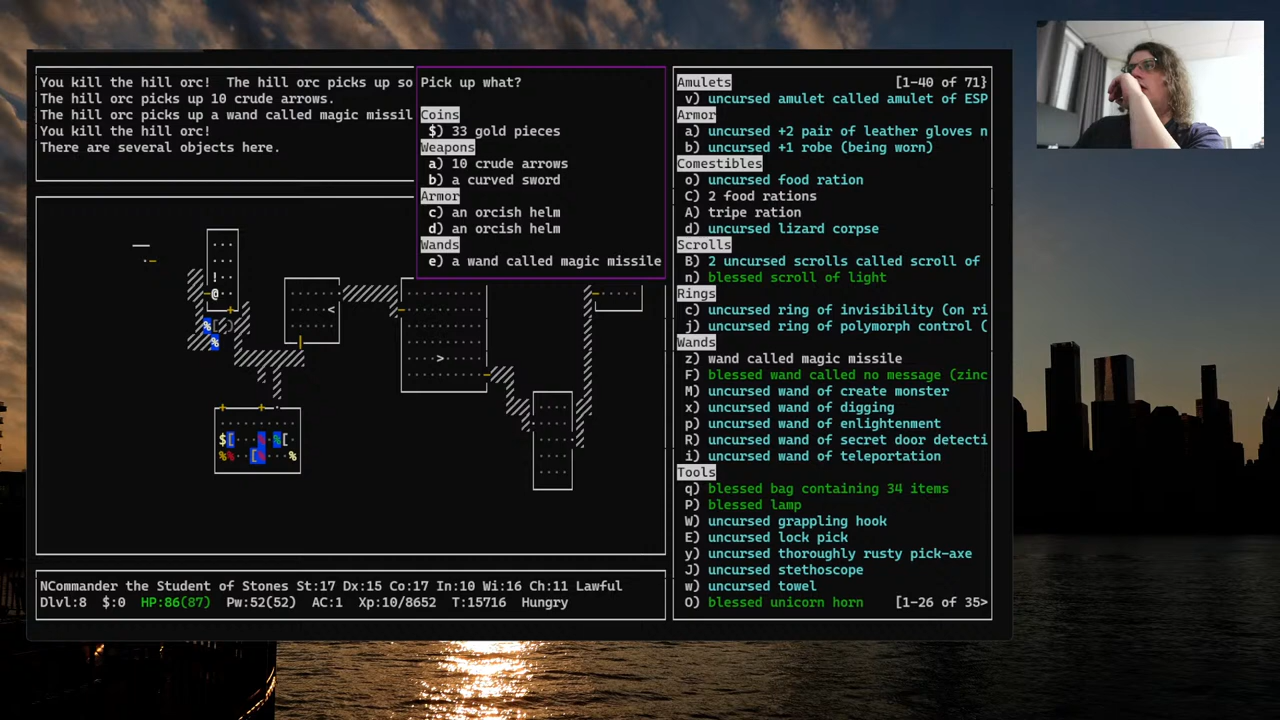 You kill the hill orc!  The hill orc picks up so
The hill orc picks up 10 crude arrows.
The hill orc picks up a wand called magic missil
You kill the hill orc!
There are several objects here.
Pick up what?
Coins
$) 33 gold pieces
Weapons
a) 10 crude arrows
b) a curved sword
Armor
c) an orcish helm
d) an orcish helm
Wands
e) a wand called magic missile
Amulets [1-40 of 71}
v) uncursed amulet called amulet of ESP
Armor
a) uncursed +2 pair of leather gloves n
b) uncursed +1 robe (being worn)
Comestibles
o) uncursed food ration
C) 2 food rations
A) tripe ration
d) uncursed lizard corpse
Scrolls
B) 2 uncursed scrolls called scroll of
n) blessed scroll of light
Rings
c) uncursed ring of invisibility (on ri
j) uncursed ring of polymorph control (
Wands
z) wand called magic missile
F) blessed wand called no message (zinc
M) uncursed wand of create monster
x) uncursed wand of digging
p) uncursed wand of enlightenment
R) uncursed wand of secret door detecti
i) uncursed wand of teleportation
Tools
q) blessed bag containing 34 items
P) blessed lamp
W) uncursed grappling hook
E) uncursed lock pick
y) uncursed thoroughly rusty pick-axe
J) uncursed stethoscope
w) uncursed towel
O) blessed unicorn horn [1-26 of 35>
NCommander the Student of Stones St:17 Dx:15 Co:17 In:10 Wi:16 Ch:11 Lawful
Dlvl:8 $:0 HP:86(87) Pw:52(52) AC:1 Xp:10/8652 T:15716 Hungry